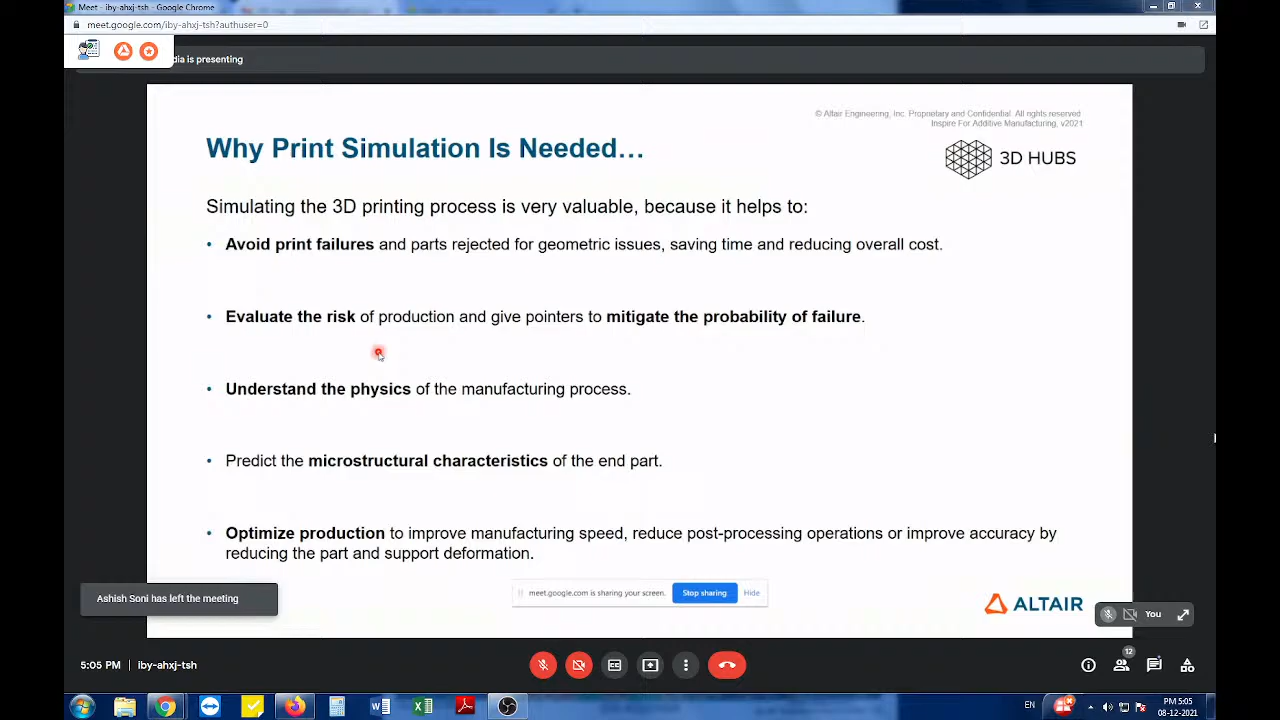 Meet - iby-ahxj-tsh - Google Chrome
meet.google.com/iby-ahxj-tsh?authuser=0
dia is presenting
© Altair Engineering, Inc. Proprietary and Confidential. All rights reserved
Inspire For Additive Manufacturing, v2021
Why Print Simulation Is Needed…
3D HUBS
Simulating the 3D printing process is very valuable, because it helps to:
• Avoid print failures and parts rejected for geometric issues, saving time and reducing overall cost.
• Evaluate the risk of production and give pointers to mitigate the probability of failure.
• Understand the physics of the manufacturing process.
• Predict the microstructural characteristics of the end part.
• Optimize production to improve manufacturing speed, reduce post-processing operations or improve accuracy by
reducing the part and support deformation.
Ashish Soni has left the meeting
meet.google.com is sharing your screen.
Stop sharing
Hide
ALTAIR
You
5:05 PM | iby-ahxj-tsh
12
EN
PM 5:05
08-12-2021